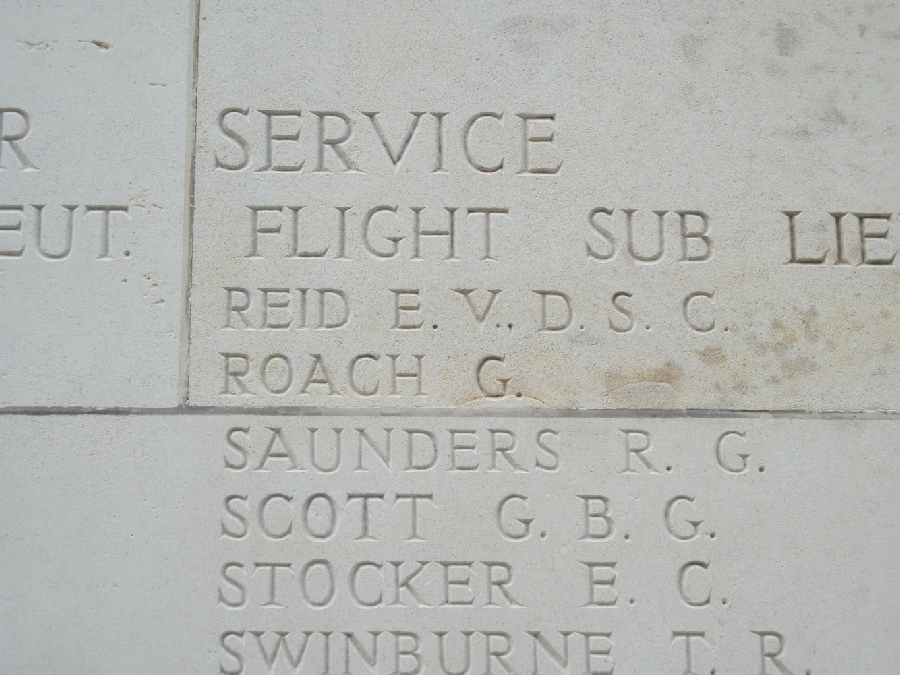 R SERVICE
EUT. FLIGHT SUB LIE
REID E. V., D. S. C.
ROACH G.
SAUNDERS R. G.
SCOTT G. B. G.
STOCKER E. C.
SWINBURNE T. R.